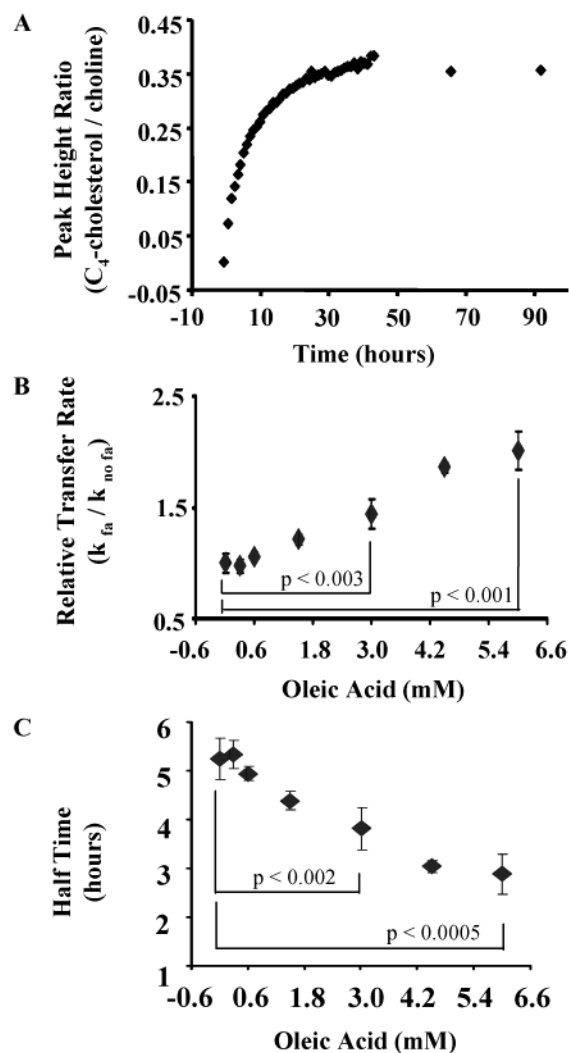 A
Peak Height Ratio
((C₄-cholesterol / choline)
0.45
0.35
0.25
0.15
0.05
-0.05
-10 10 30 50 70 90
Time (hours)
B
Relative Transfer Rate
(k fa / k no fa)
2.5
1.5
0.5
p < 0.003
p < 0.001
-0.6 0.6 1.8 3.0 4.2 5.4 6.6
Oleic Acid (mM)
C
Half Time
(hours)
6
5
4
3
2
1
p < 0.002
p < 0.0005
-0.6 0.6 1.8 3.0 4.2 5.4 6.6
Oleic Acid (mM)